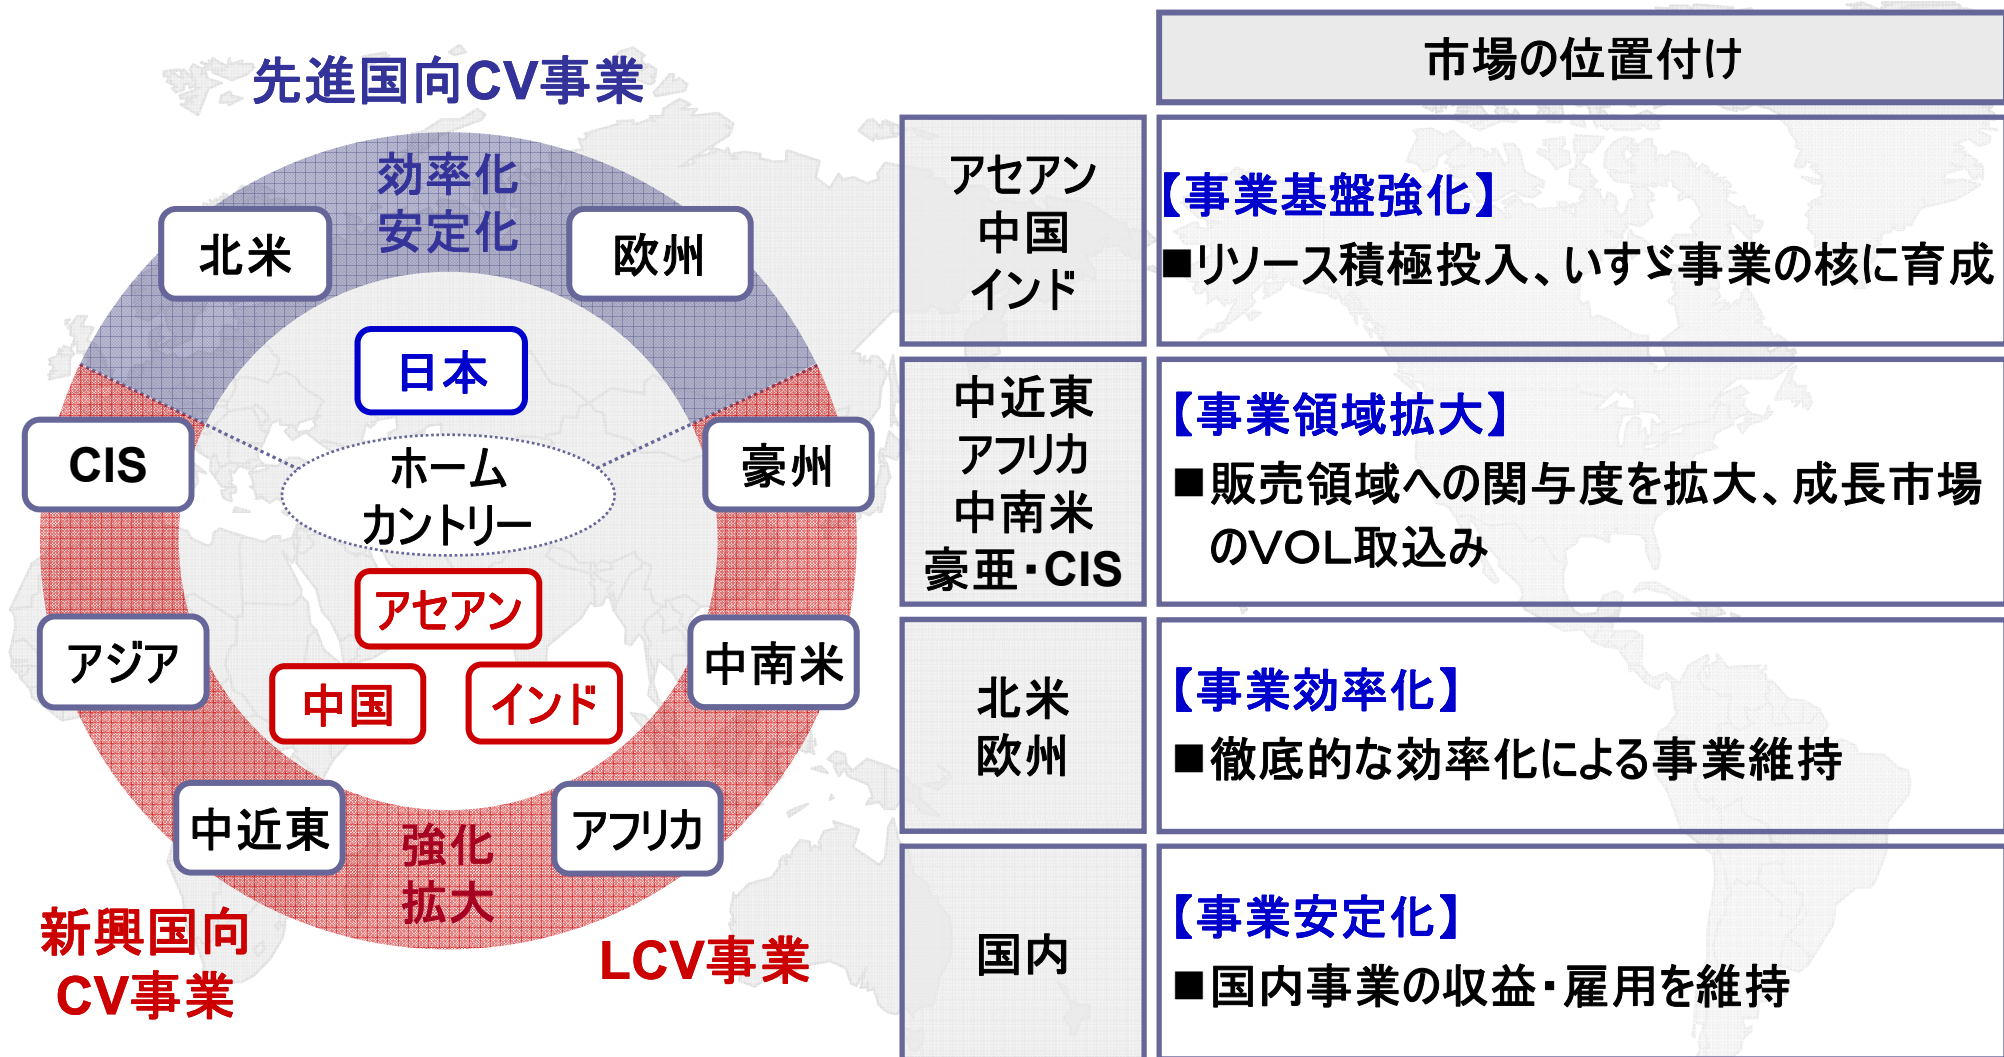 先進国向CV事業
効率化
安定化
北米
欧州
日本
CIS
豪州
ホーム
カントリー
アセアン
アジア
中南米
中国
インド
中近東
アフリカ
強化
拡大
新興国向
CV事業
LCV事業
市場の位置付け
アセアン
中国
インド
【事業基盤強化】
■リソース積極投入、いすゞ事業の核に育成
中近東
アフリカ
中南米
豪亜・CIS
【事業領域拡大】
■販売領域への関与度を拡大、成長市場
のVOL取込み
北米
欧州
【事業効率化】
■徹底的な効率化による事業維持
国内
【事業安定化】
■国内事業の収益・雇用を維持